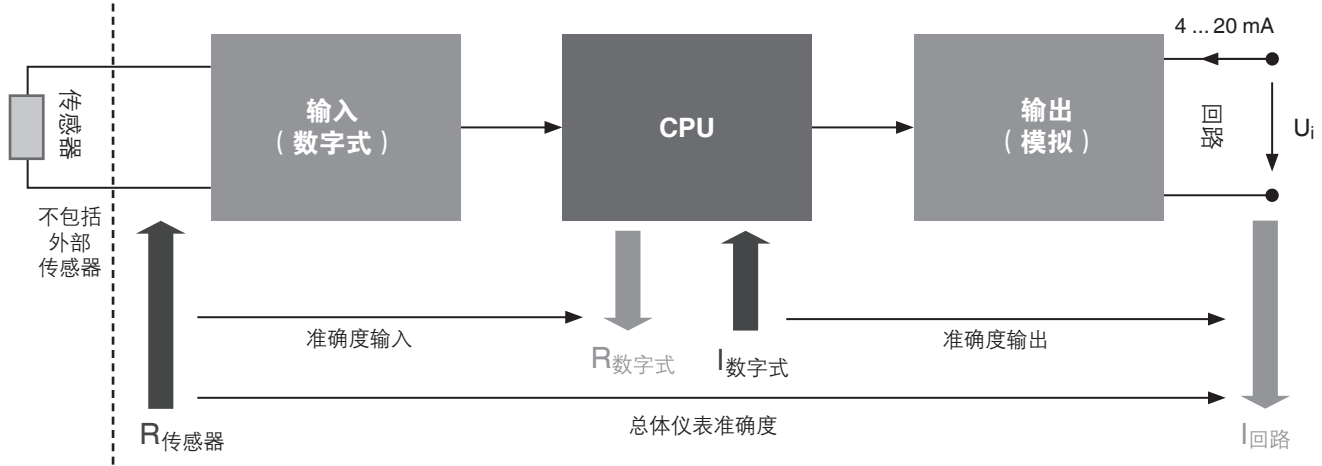 4 ... 20 mA
传感器
输入
（数字式）
CPU
输出
（模拟）
回路
Ui
不包括
外部
传感器
准确度输入
R数字式
I数字式
准确度输出
R传感器
总体仪表准确度
I回路